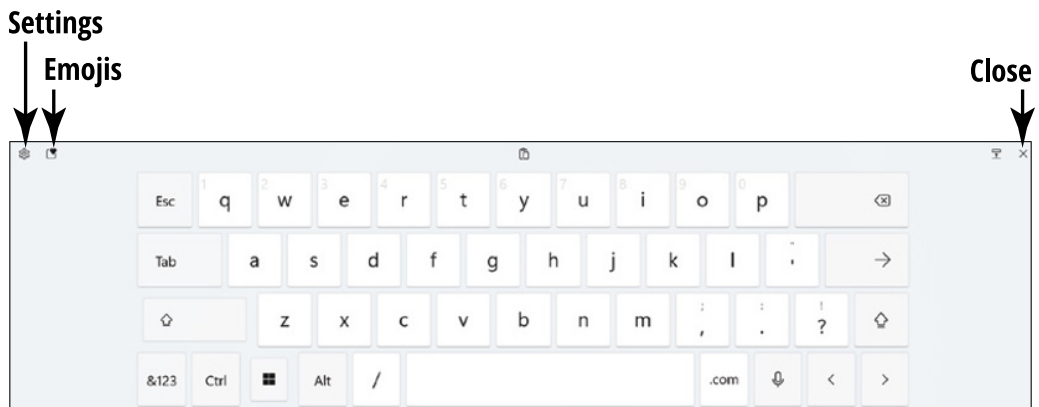 Settings
Emojis
Close
Esc 1 q 2 w 3 e 4 r 5 t 6 y 7 u 8 i 9 o 0 p
Tab a s d f g h j k l " '
z x c v b n m ; , : . ! ?
&123 Ctrl Alt / .com < >